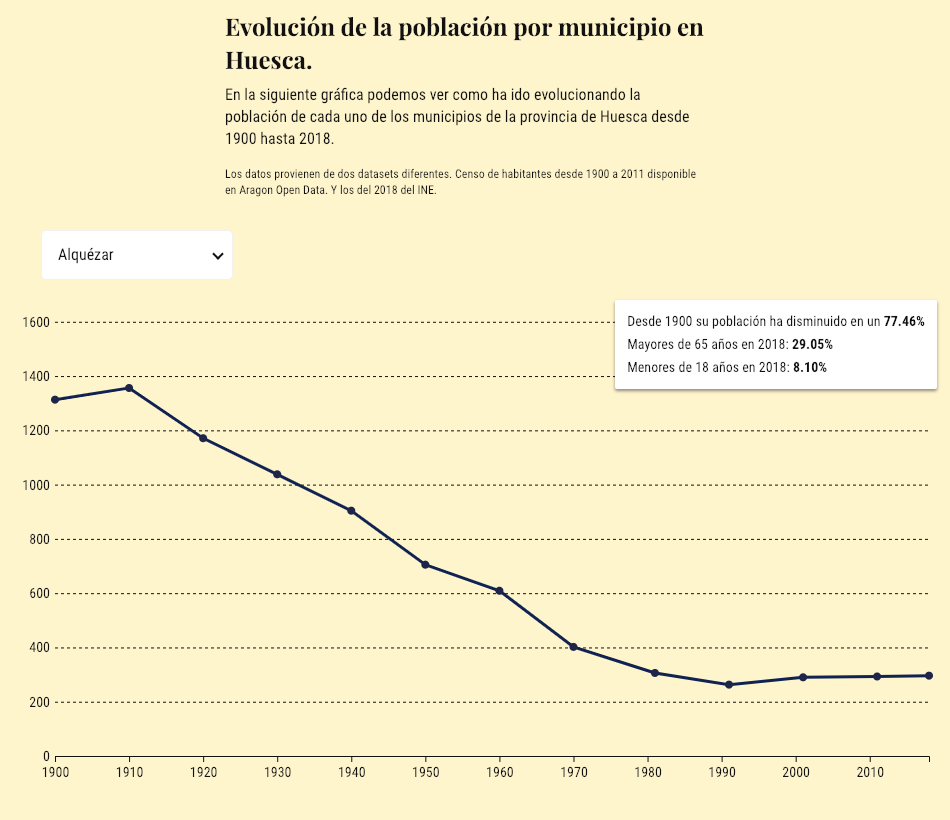 Evolución de la población por municipio en
Huesca.
En la siguiente gráfica podemos ver como ha ido evolucionando la
población de cada uno de los municipios de la provincia de Huesca desde
1900 hasta 2018.
Los datos provienen de dos datasets diferentes. Censo de habitantes desde 1900 a 2011 disponible
en Aragon Open Data. Y los del 2018 del INE.
Alquézar
Desde 1900 su población ha disminuido en un 77.46%
Mayores de 65 años en 2018: 29.05%
Menores de 18 años en 2018: 8.10%
1600
1400
1200
1000
800
600
400
200
0
1900 1910 1920 1930 1940 1950 1960 1970 1980 1990 2000 2010